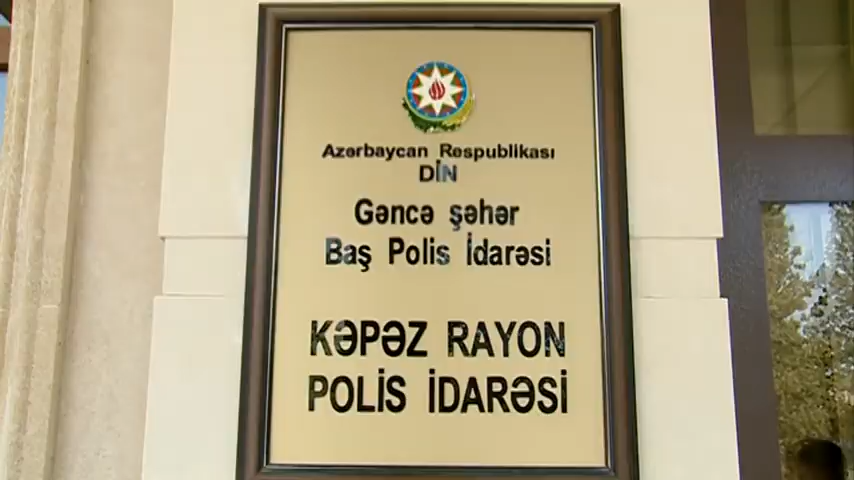 Azərbaycan Respublikası
DİN
Gəncə şəhər
Baş Polis İdarəsi
KƏPƏZ RAYON
POLİS İDARƏSİ